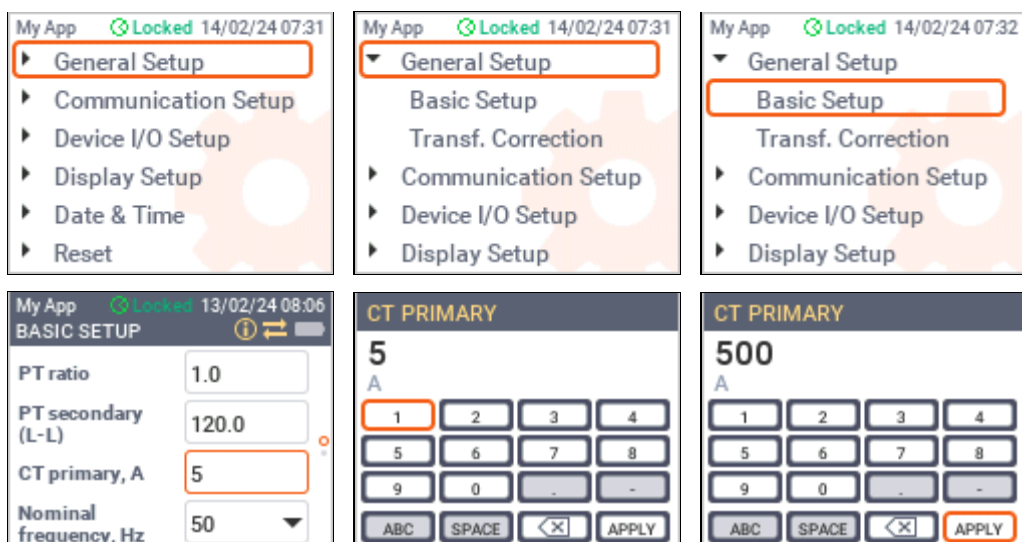 My App Locked 14/02/24 07:31
General Setup
Communication Setup
Device I/O Setup
Display Setup
Date & Time
Reset
My App Locked 14/02/24 07:31
General Setup
Basic Setup
Transf. Correction
Communication Setup
Device I/O Setup
Display Setup
My App Locked 14/02/24 07:32
General Setup
Basic Setup
Transf. Correction
Communication Setup
Device I/O Setup
Display Setup
My App Locked 13/02/24 08:06
BASIC SETUP
PT ratio 1.0
PT secondary
(L-L) 120.0
CT primary, A 5
Nominal
frequency, Hz 50
CT PRIMARY
5
A
1 2 3 4
5 6 7 8
9 0 . -
ABC SPACE APPLY
CT PRIMARY
500
A
1 2 3 4
5 6 7 8
9 0 . -
ABC SPACE APPLY